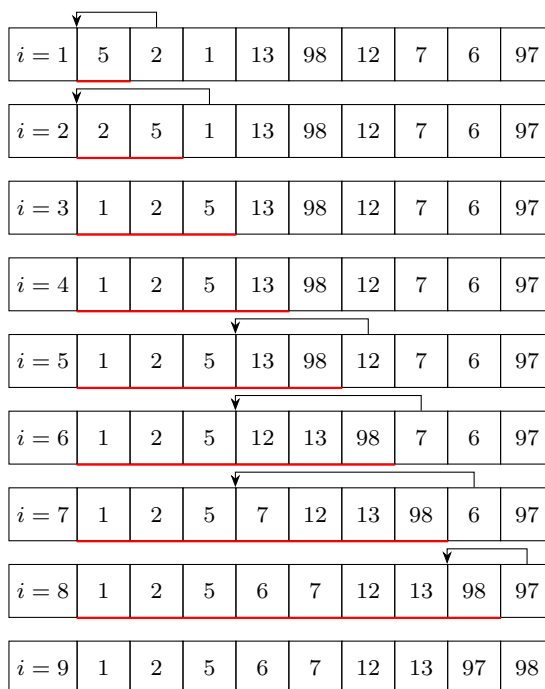 i = 1 5 2 1 13 98 12 7 6 97
i = 2 2 5 1 13 98 12 7 6 97
i = 3 1 2 5 13 98 12 7 6 97
i = 4 1 2 5 13 98 12 7 6 97
i = 5 1 2 5 13 98 12 7 6 97
i = 6 1 2 5 12 13 98 7 6 97
i = 7 1 2 5 7 12 13 98 6 97
i = 8 1 2 5 6 7 12 13 98 97
i = 9 1 2 5 6 7 12 13 97 98